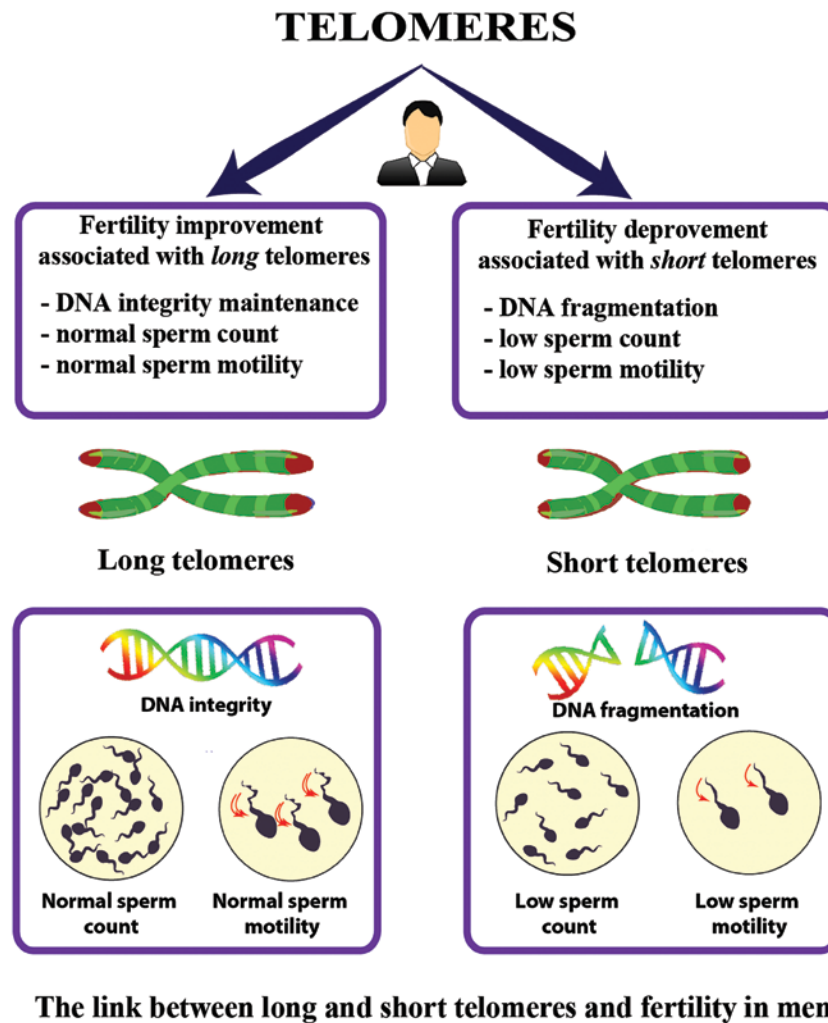 TELOMERES
Fertility improvement
associated with long telomeres
- DNA integrity maintenance
- normal sperm count
- normal sperm motility
Fertility deprovement
associated with short telomeres
- DNA fragmentation
- low sperm count
- low sperm motility
Long telomeres
Short telomeres
DNA integrity
Normal sperm
count
Normal sperm
motility
DNA fragmentation
Low sperm
count
Low sperm
motility
The link between long and short telomeres and fertility in men